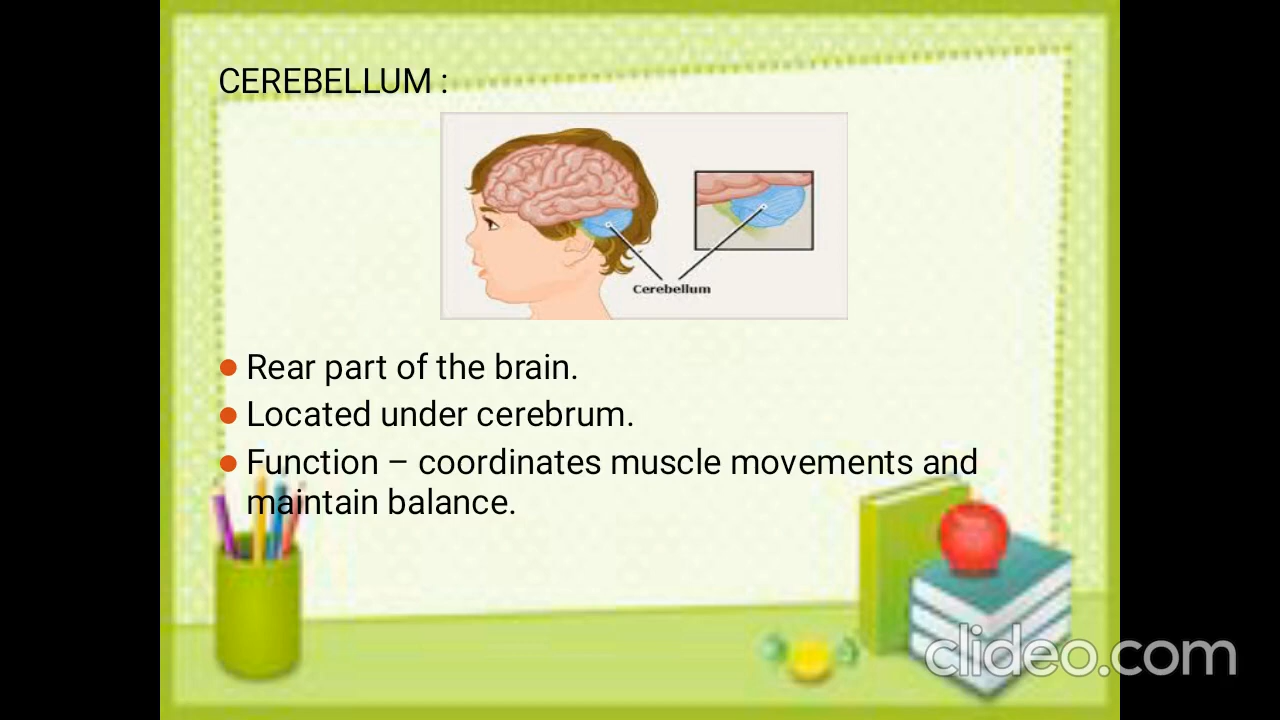 CEREBELLUM :
Cerebellum
Rear part of the brain.
Located under cerebrum.
Function – coordinates muscle movements and
maintain balance.
clideo.com